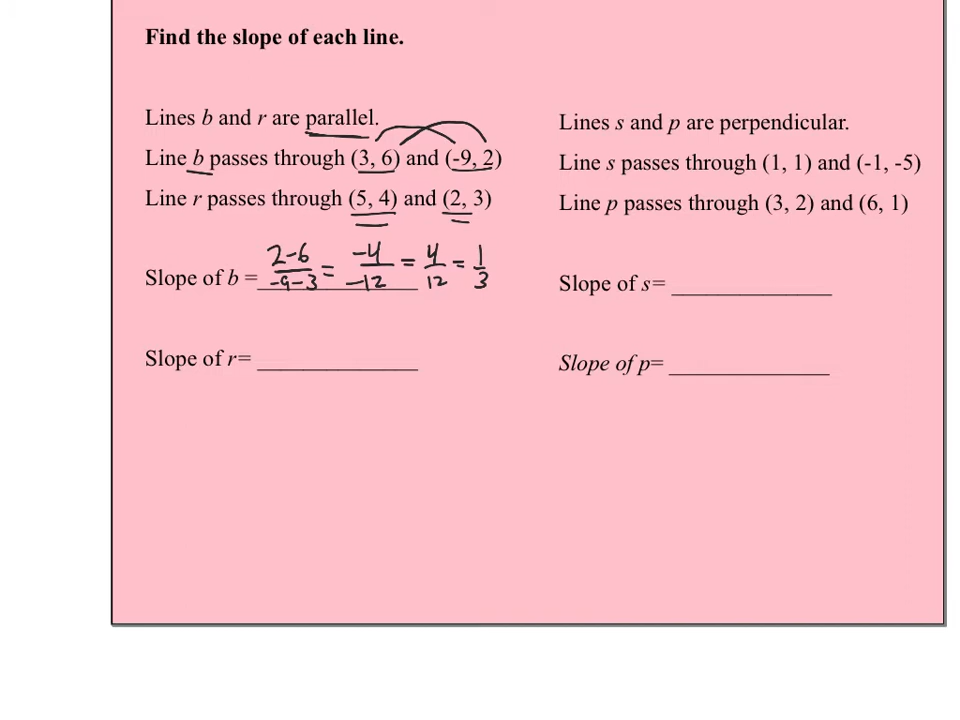 Find the slope of each line.
Lines b and r are parallel.
Line b passes through (3, 6) and (-9, 2)
Line r passes through (5, 4) and (2, 3)
Slope of b = 2-6/-9-3 = -4/-12 = 4/12 = 1/3
Slope of r= ______________
Lines s and p are perpendicular.
Line s passes through (1, 1) and (-1, -5)
Line p passes through (3, 2) and (6, 1)
Slope of s= ______________
Slope of p= ______________